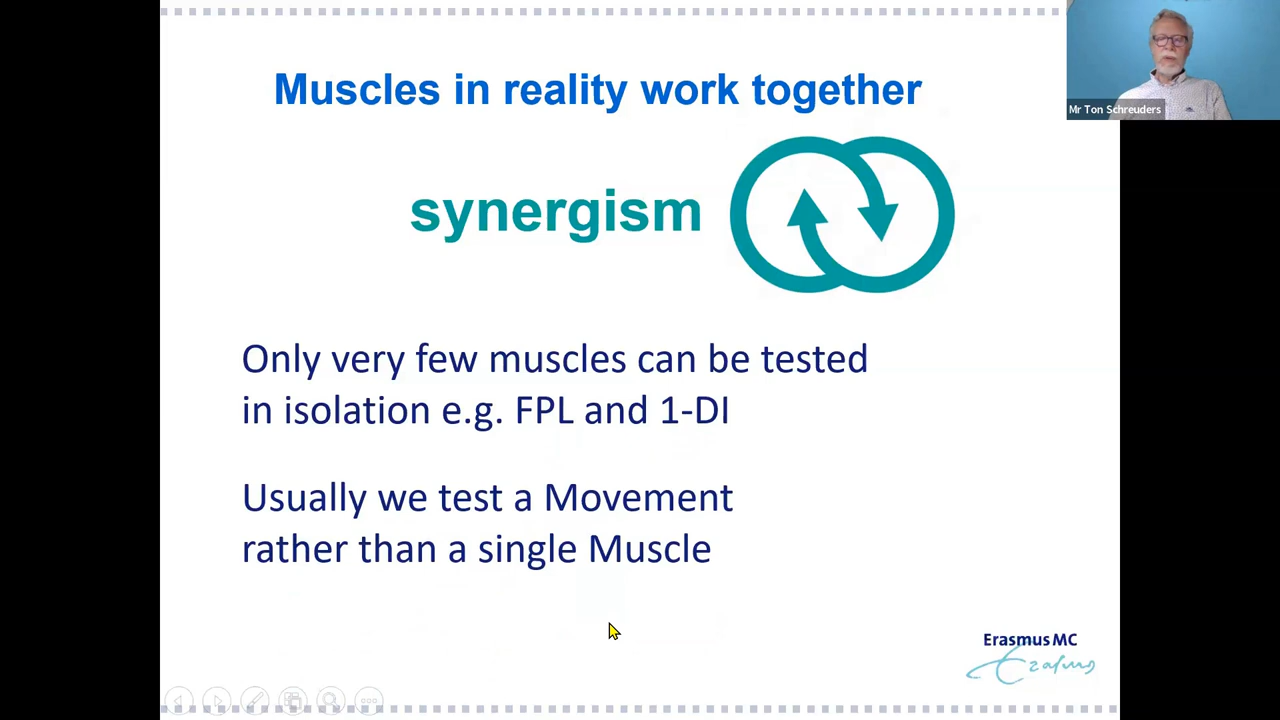 Muscles in reality work together
Mr Ton Schreuders
synergism
Only very few muscles can be tested
in isolation e.g. FPL and 1-DI
Usually we test a Movement
rather than a single Muscle
Erasmus MC
Erasmus